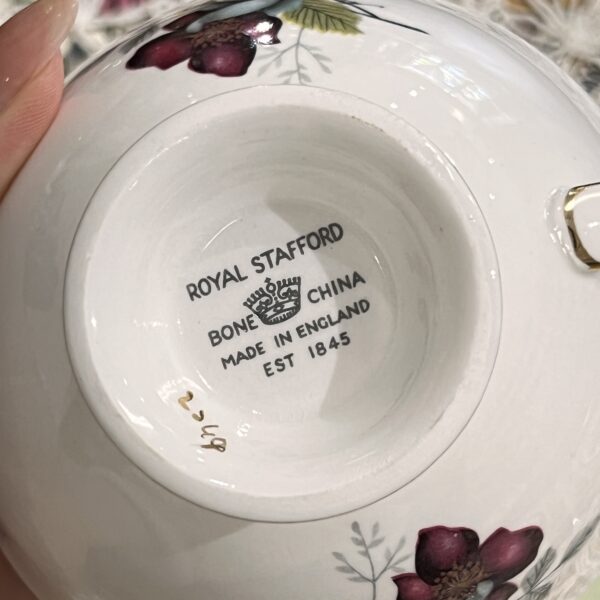 ROYAL STAFFORD
BONE CHINA
MADE IN ENGLAND
EST 1845